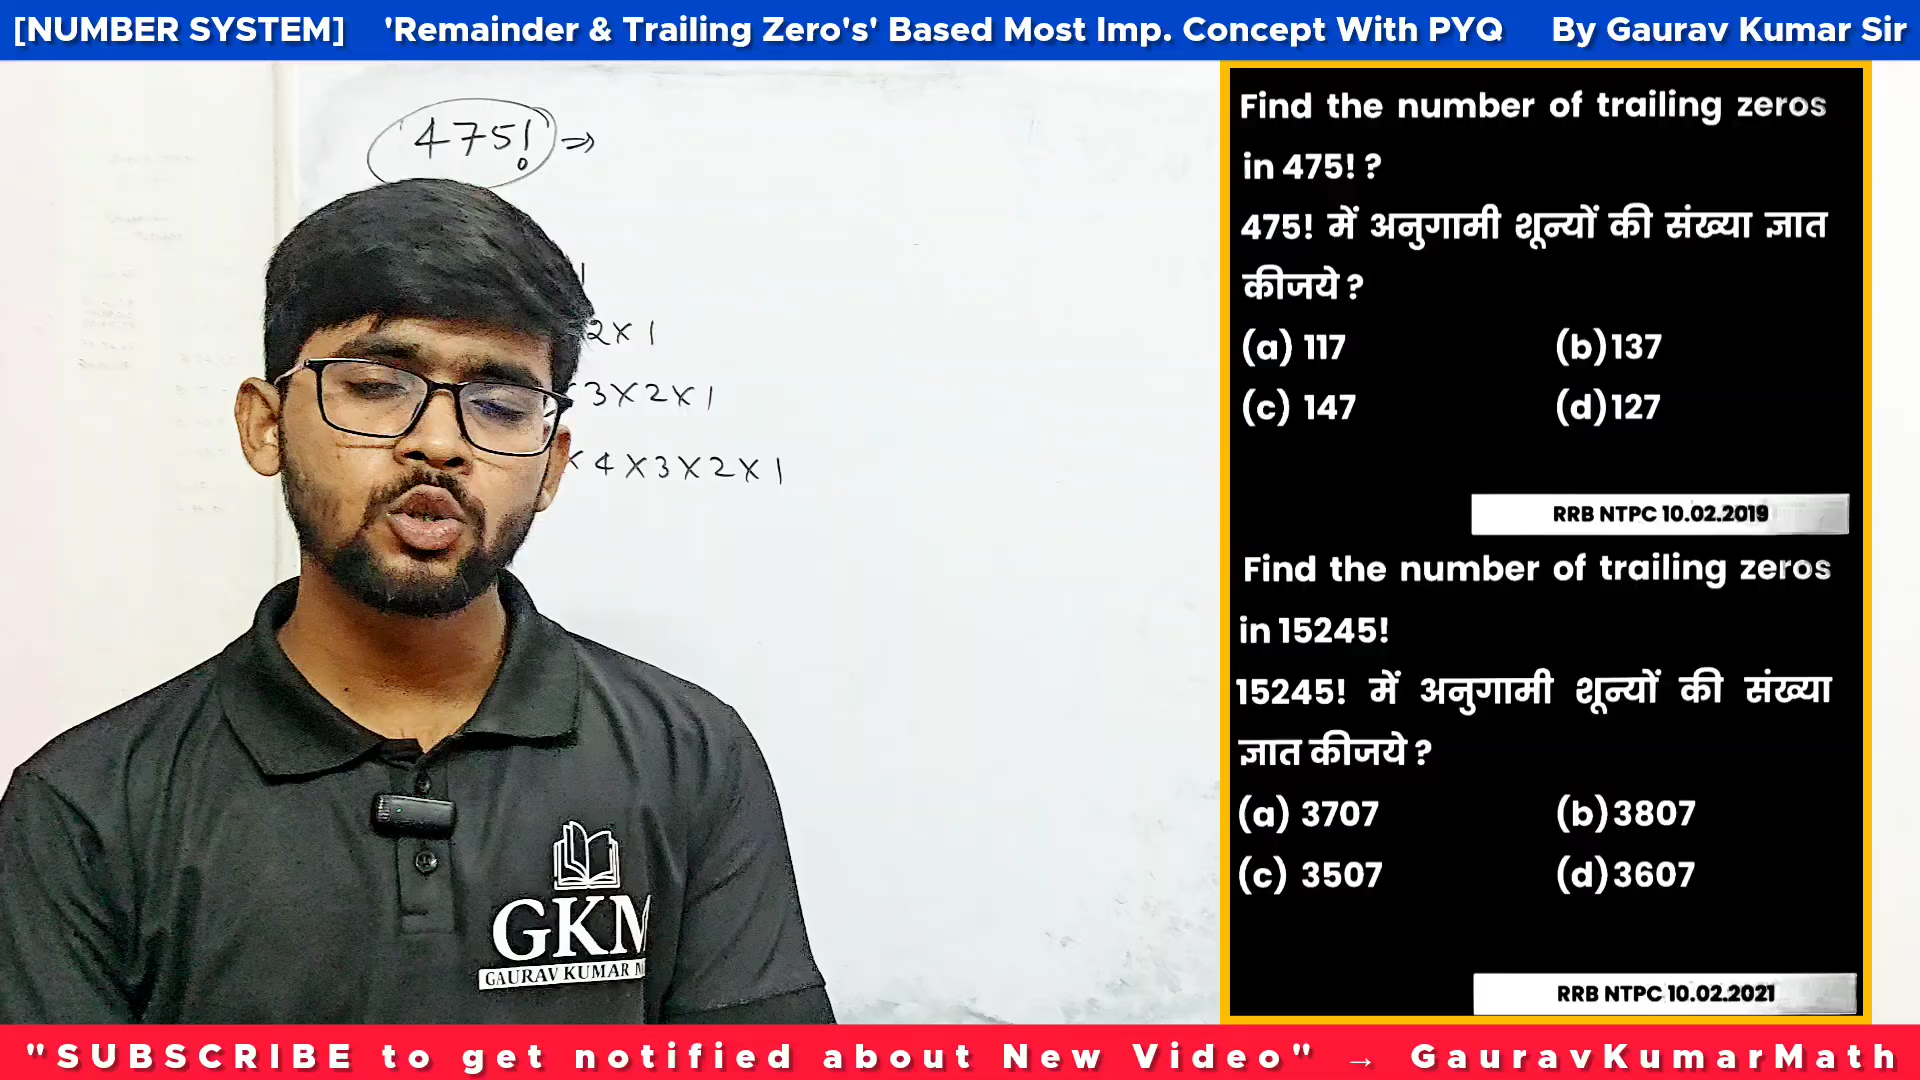 [NUMBER SYSTEM] 'Remainder & Trailing Zero's' Based Most Imp. Concept With PYQ By Gaurav Kumar Sir
475! ⇒
1
2 X 1
3 X 2 X 1
X 4 X 3 X 2 X 1
GKM
GAURAV KUMAR
Find the number of trailing zeros
in 475! ?
475! में अनुगामी शून्यों की संख्या ज्ञात
कीजये ?
(a) 117 (b) 137
(c) 147 (d) 127
RRB NTPC 10.02.2019
Find the number of trailing zeros
in 15245!
15245! में अनुगामी शून्यों की संख्या
ज्ञात कीजये ?
(a) 3707 (b) 3807
(c) 3507 (d) 3607
RRB NTPC 10.02.2021
"SUBSCRIBE to get notified about New Video" → GauravKumarMath